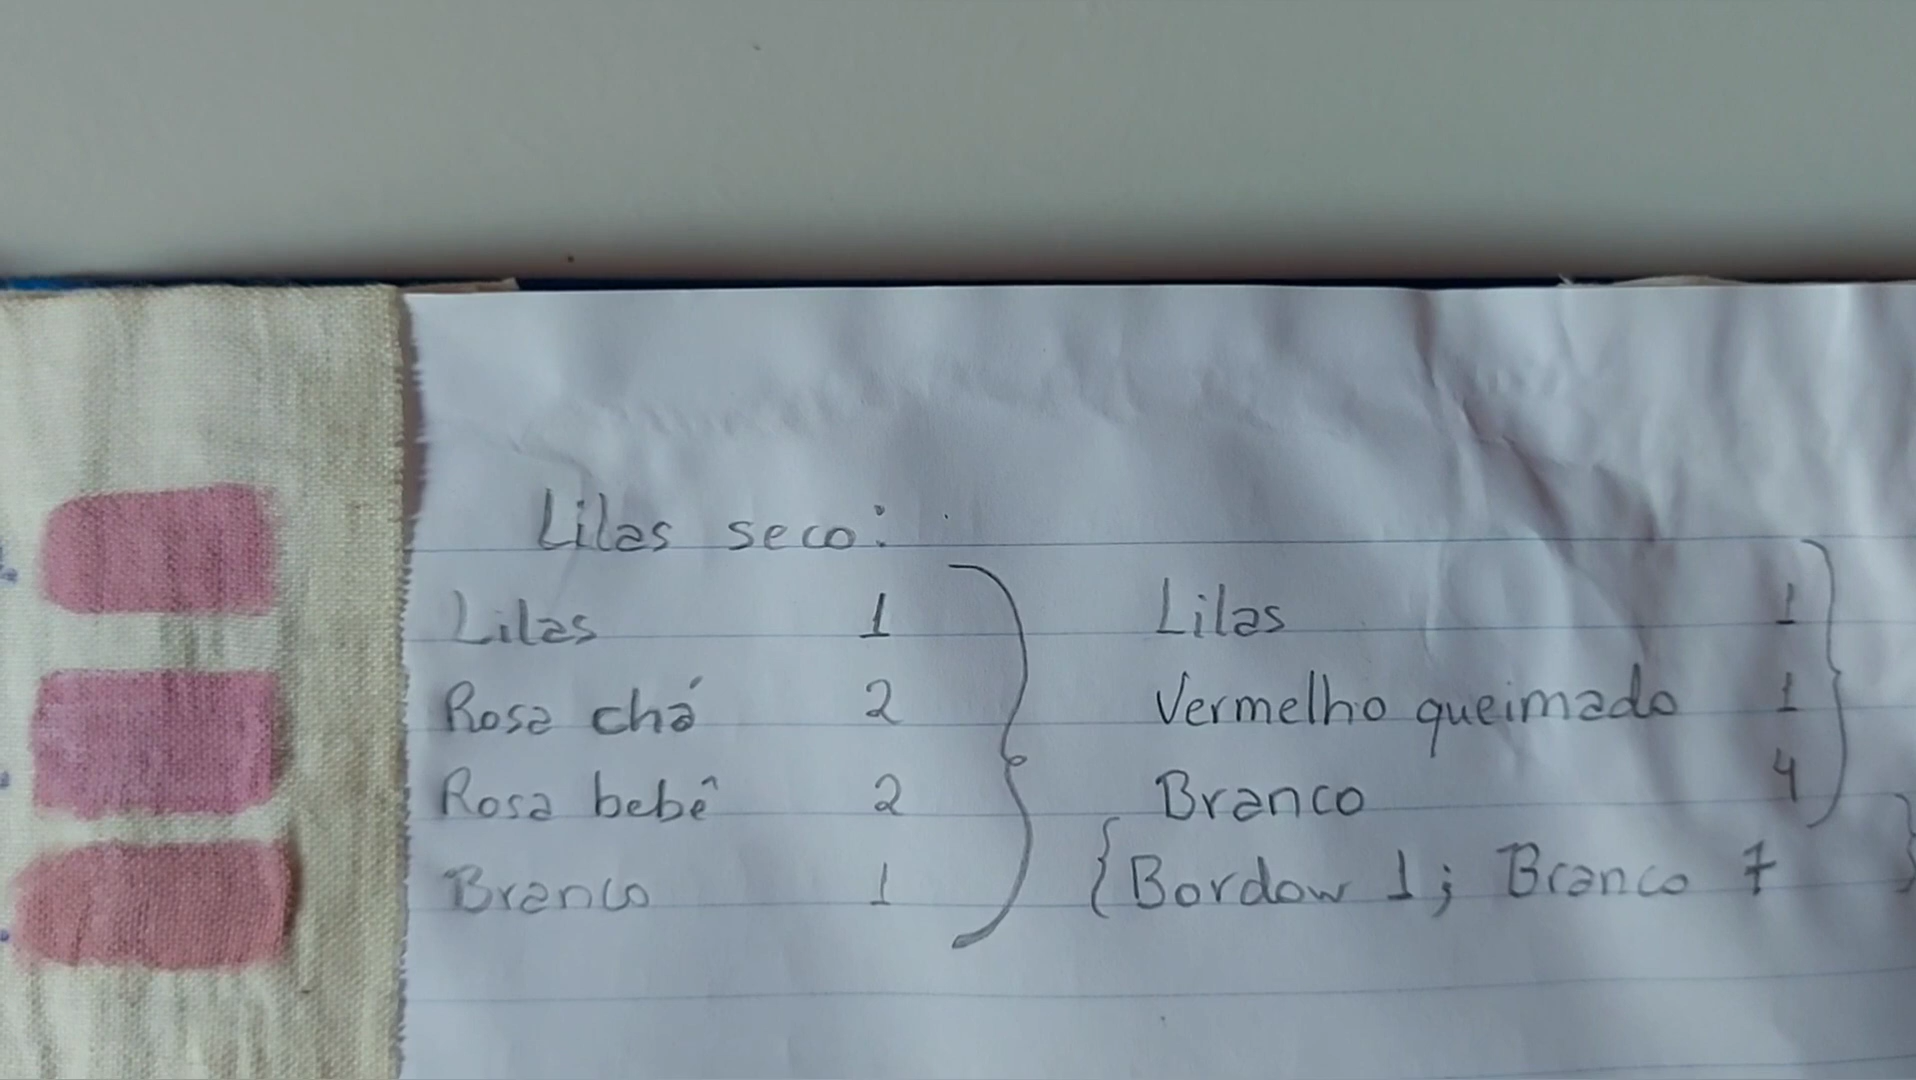 Lilas seco:
Lilas 1
Rosa chá 2
Rosa bebê 2
Branco 1
Lilas 1
Vermelho queimado 1
Branco 4
{Bordow 1; Branco 7}